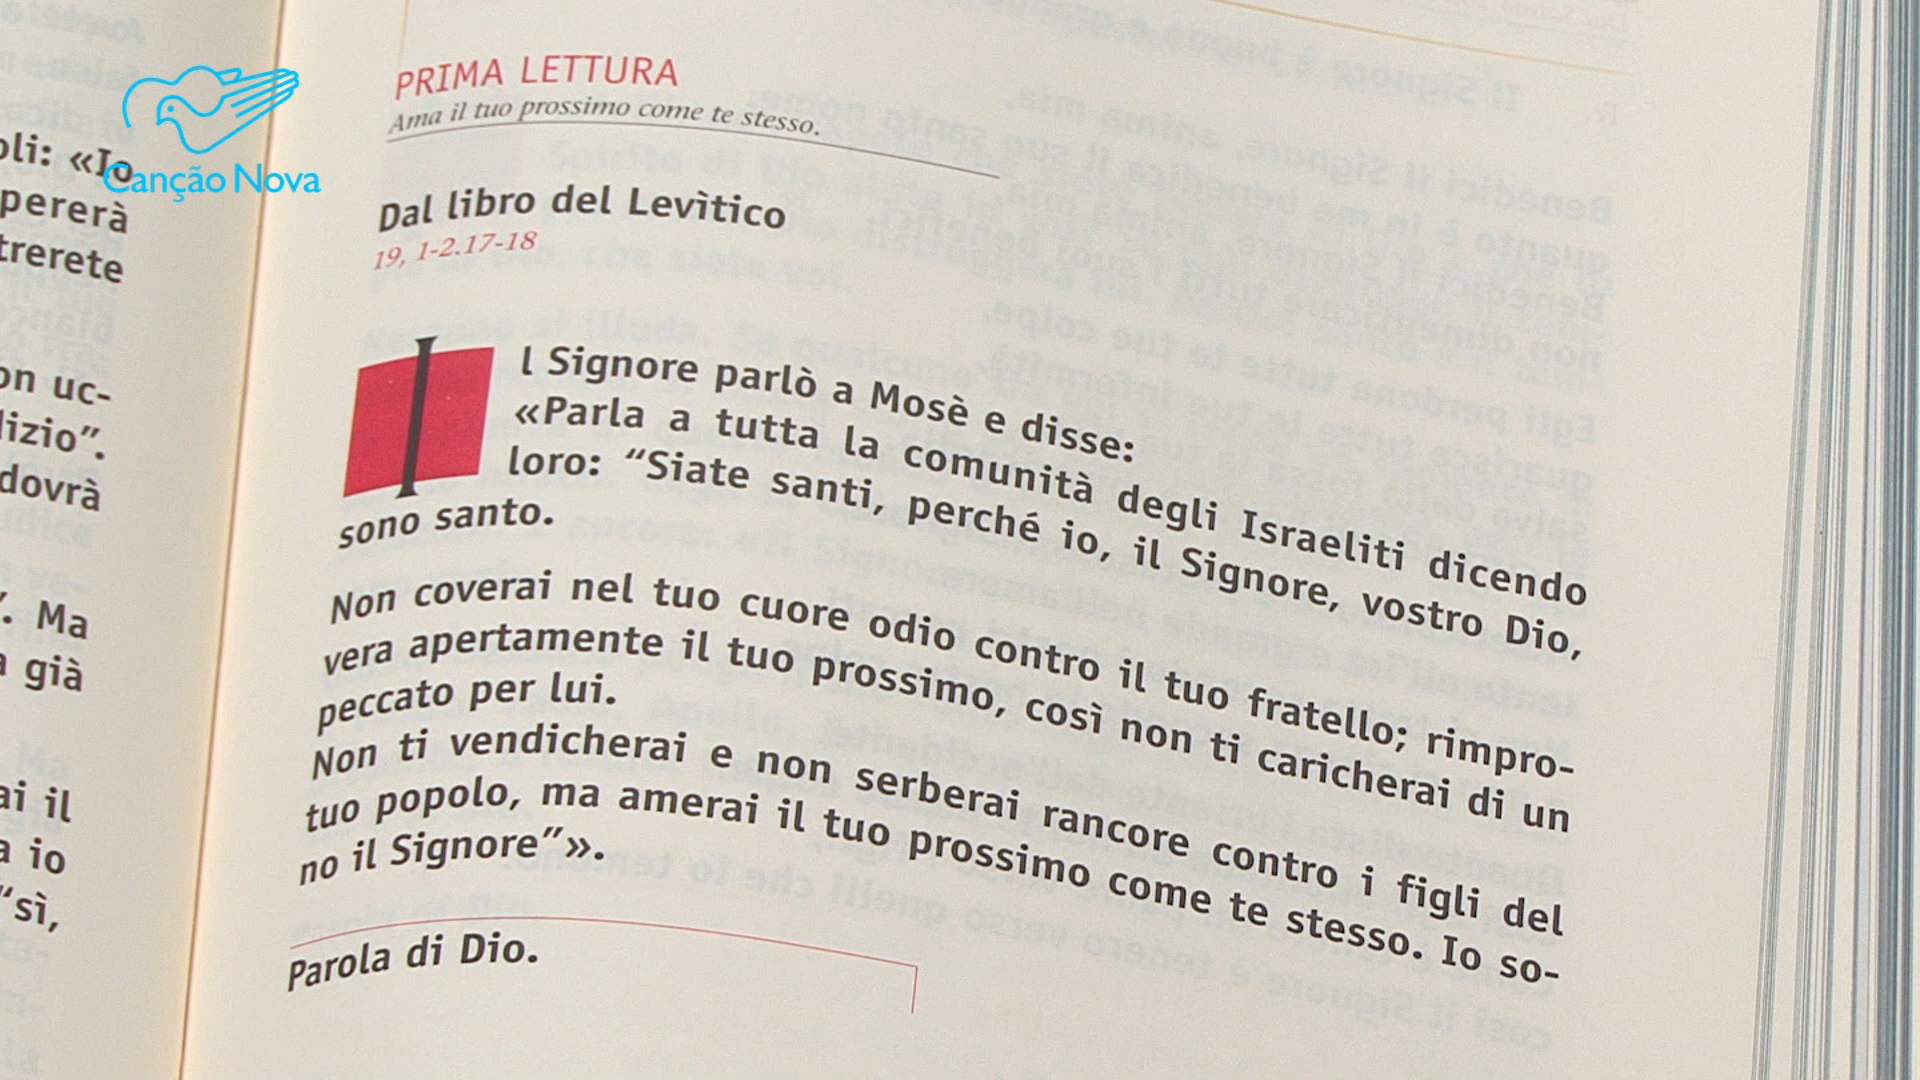 Canção Nova
oli: «Io
pererà
trerete
on uc-
dizio”.
dovrà
”. Ma
già
ai il
a io
“sì,
PRIMA LETTURA
Ama il tuo prossimo come te stesso.
Dal libro del Levìtico
19, 1-2.17-18
Il Signore parlò a Mosè e disse:
«Parla a tutta la comunità degli Israeliti dicendo
loro: “Siate santi, perché io, il Signore, vostro Dio,
sono santo.
Non coverai nel tuo cuore odio contro il tuo fratello; rimpro-
vera apertamente il tuo prossimo, così non ti caricherai di un
peccato per lui.
Non ti vendicherai e non serberai rancore contro i figli del
tuo popolo, ma amerai il tuo prossimo come te stesso. Io so-
no il Signore”».
Parola di Dio.